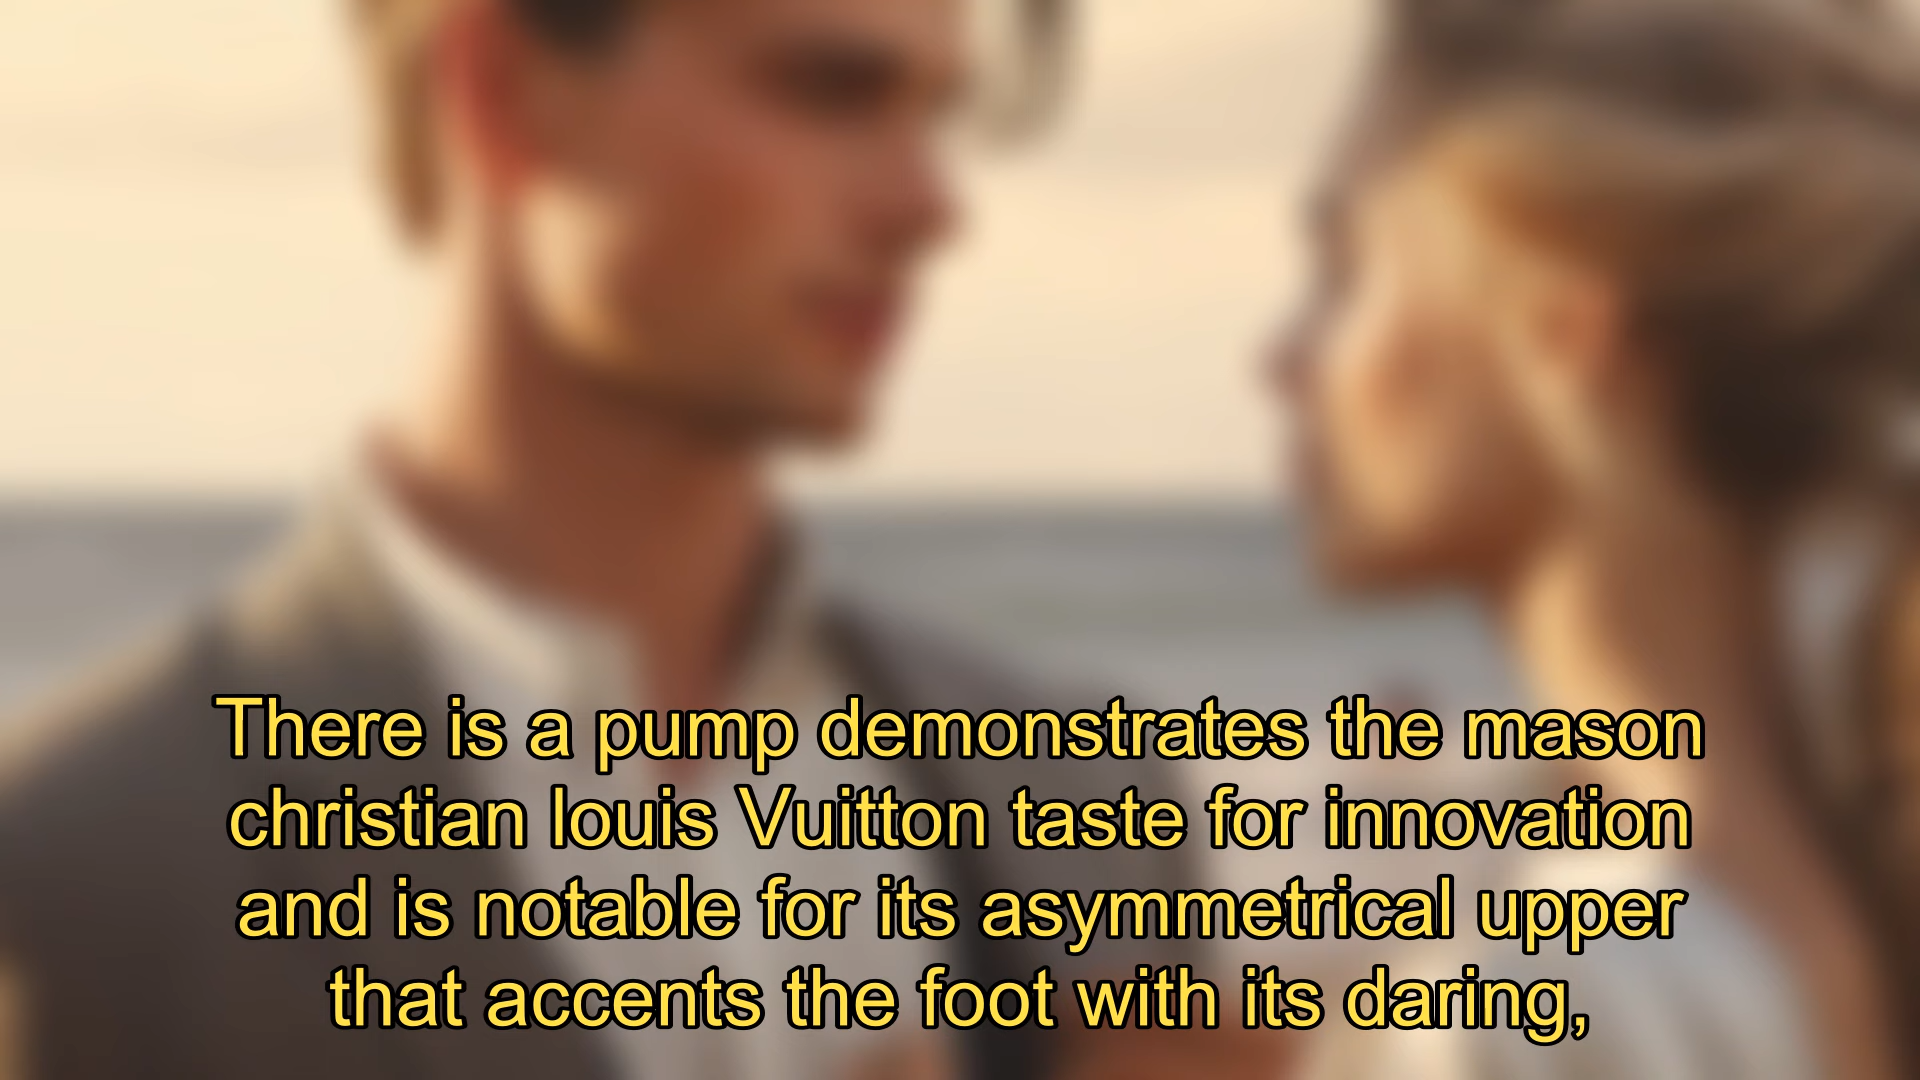 There is a pump demonstrates the mason
christian louis Vuitton taste for innovation
and is notable for its asymmetrical upper
that accents the foot with its daring,